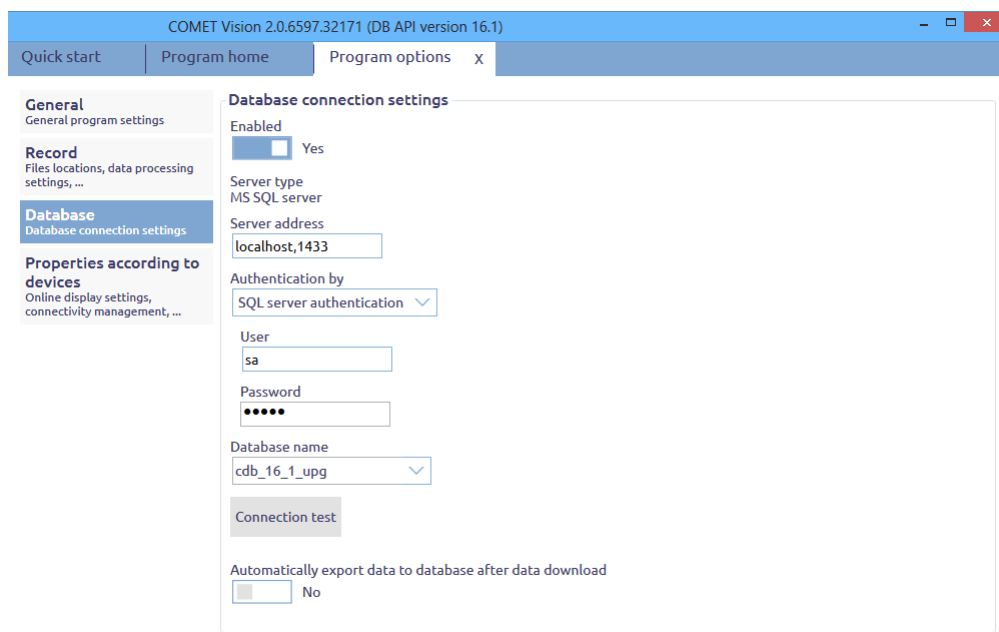 COMET Vision 2.0.6597.32171 (DB API version 16.1)
Quick start
Program home
Program options x
General
General program settings
Record
Files locations, data processing
settings, ...
Database
Database connection settings
Properties according to
devices
Online display settings,
connectivity management, ...
Database connection settings
Enabled
Yes
Server type
MS SQL server
Server address
localhost,1433
Authentication by
SQL server authentication
User
sa
Password
•••••
Database name
cdb_16_1_upg
Connection test
Automatically export data to database after data download
No